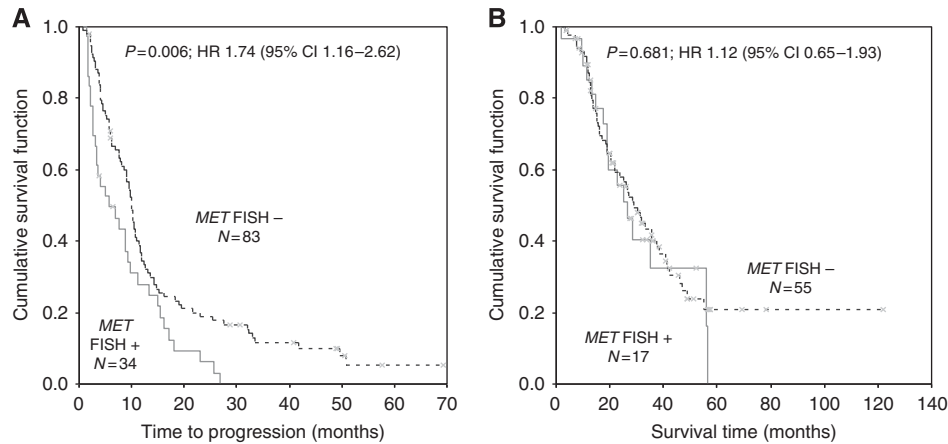 A
P=0.006; HR 1.74 (95% CI 1.16–2.62)
Cumulative survival function
1.0
0.8
0.6
0.4
0.2
0.0
MET FISH –
N=83
MET
FISH +
N=34
0 10 20 30 40 50 60 70
Time to progression (months)
B
P=0.681; HR 1.12 (95% CI 0.65–1.93)
Cumulative survival function
1.0
0.8
0.6
0.4
0.2
0.0
MET FISH –
N=55
MET FISH +
N=17
0 20 40 60 80 100 120 140
Survival time (months)